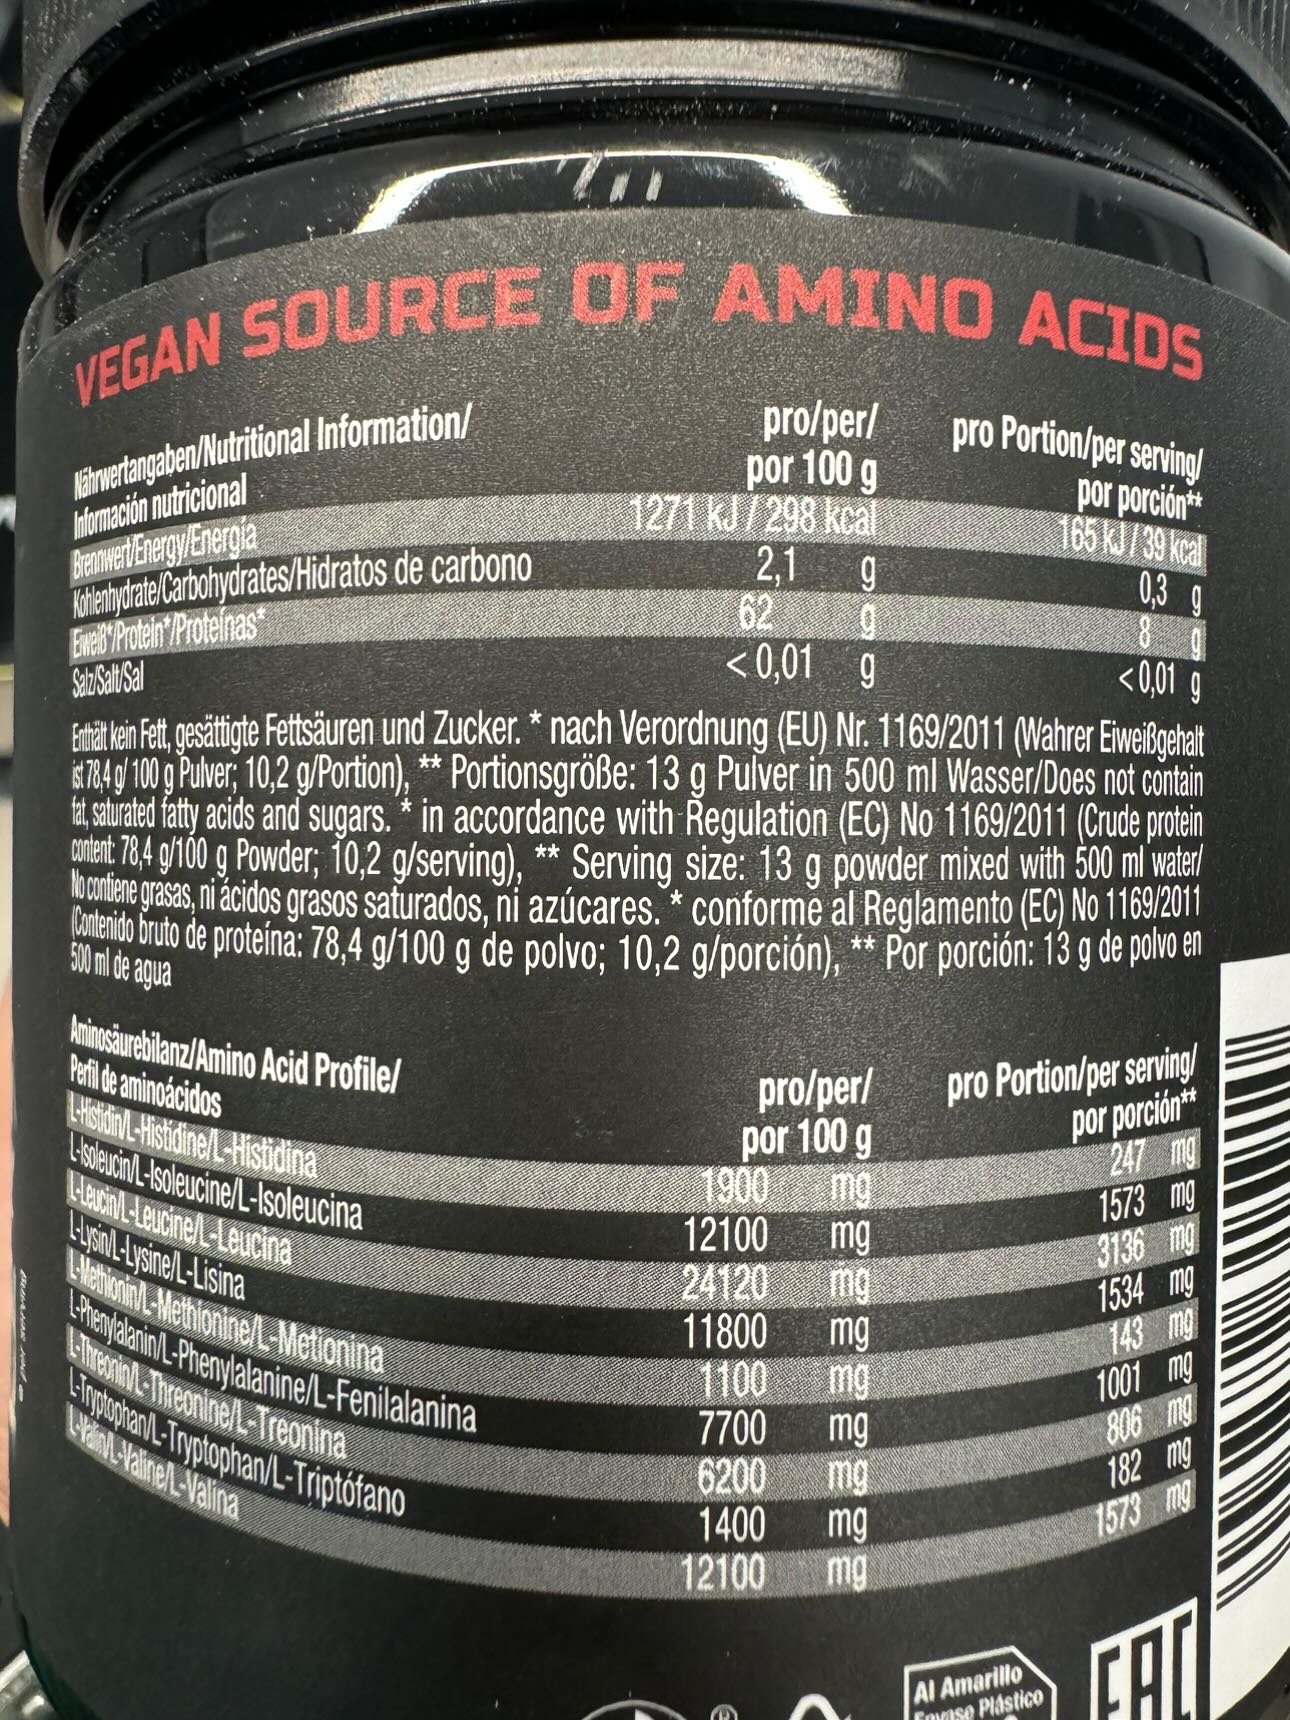 VEGAN SOURCE OF AMINO ACIDS
Nährwertangaben/Nutritional Information/ pro/per/ pro Portion/per serving/
Información nutricional por 100 g por porción**
Brennwert/Energy/Energía 1271 kJ / 298 kcal 165 kJ / 39 kcal
Kohlenhydrate/Carbohydrates/Hidratos de carbono 2,1 g 0,3 g
Eiweiß*/Protein*/Proteínas* 62 g 8 g
Salz/Salt/Sal < 0,01 g < 0,01 g
Enthält kein Fett, gesättigte Fettsäuren und Zucker. * nach Verordnung (EU) Nr. 1169/2011 (Wahrer Eiweißgehalt
ist 78,4 g/ 100 g Pulver; 10,2 g/Portion), ** Portionsgröße: 13 g Pulver in 500 ml Wasser/Does not contain
fat, saturated fatty acids and sugars. * in accordance with Regulation (EC) No 1169/2011 (Crude protein
content: 78,4 g/100 g Powder; 10,2 g/serving), ** Serving size: 13 g powder mixed with 500 ml water/
No contiene grasas, ni ácidos grasos saturados, ni azúcares. * conforme al Reglamento (EC) No 1169/2011
(Contenido bruto de proteína: 78,4 g/100 g de polvo; 10,2 g/porción), ** Por porción: 13 g de polvo en
500 ml de agua
Aminosäurebilanz/Amino Acid Profile/ pro/per/ pro Portion/per serving/
Perfil de aminoácidos por 100 g por porción**
L-Histidin/L-Histidine/L-Histidina 1900 mg 247 mg
L-Isoleucin/L-Isoleucine/L-Isoleucina 12100 mg 1573 mg
L-Leucin/L-Leucine/L-Leucina 24120 mg 3136 mg
L-Lysin/L-Lysine/L-Lisina 11800 mg 1534 mg
L-Methionin/L-Methionine/L-Metionina 1100 mg 143 mg
L-Phenylalanin/L-Phenylalanine/L-Fenilalanina 7700 mg 1001 mg
L-Threonin/L-Threonine/L-Treonina 6200 mg 806 mg
L-Tryptophan/L-Tryptophan/L-Triptófano 1400 mg 182 mg
L-Valin/L-Valine/L-Valina 12100 mg 1573 mg
Al Amarillo
Envase Plástico
EAC